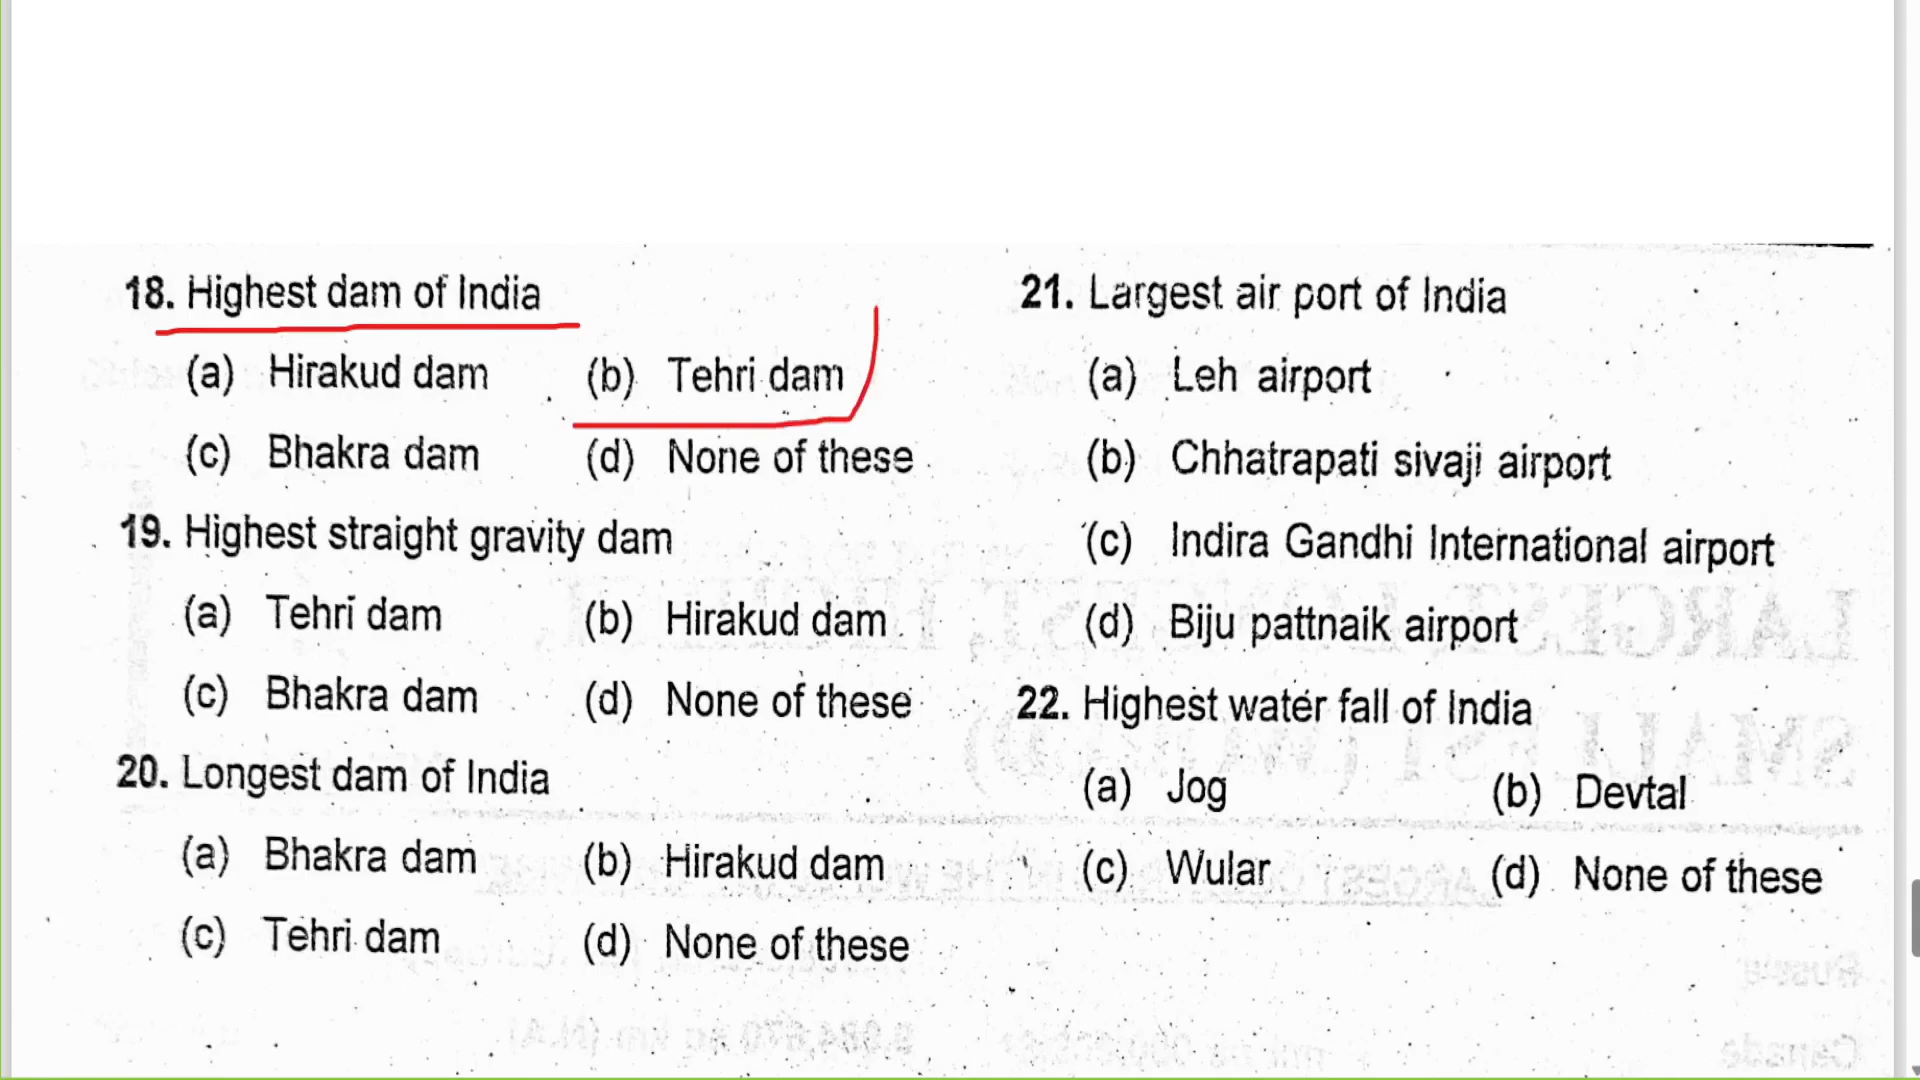 18. Highest dam of India
(a) Hirakud dam (b) Tehri dam
(c) Bhakra dam (d) None of these
19. Highest straight gravity dam
(a) Tehri dam (b) Hirakud dam
(c) Bhakra dam (d) None of these
20. Longest dam of India
(a) Bhakra dam (b) Hirakud dam
(c) Tehri dam (d) None of these
21. Largest air port of India
(a) Leh airport
(b) Chhatrapati sivaji airport
(c) Indira Gandhi International airport
(d) Biju pattnaik airport
22. Highest water fall of India
(a) Jog (b) Devtal
(c) Wular (d) None of these